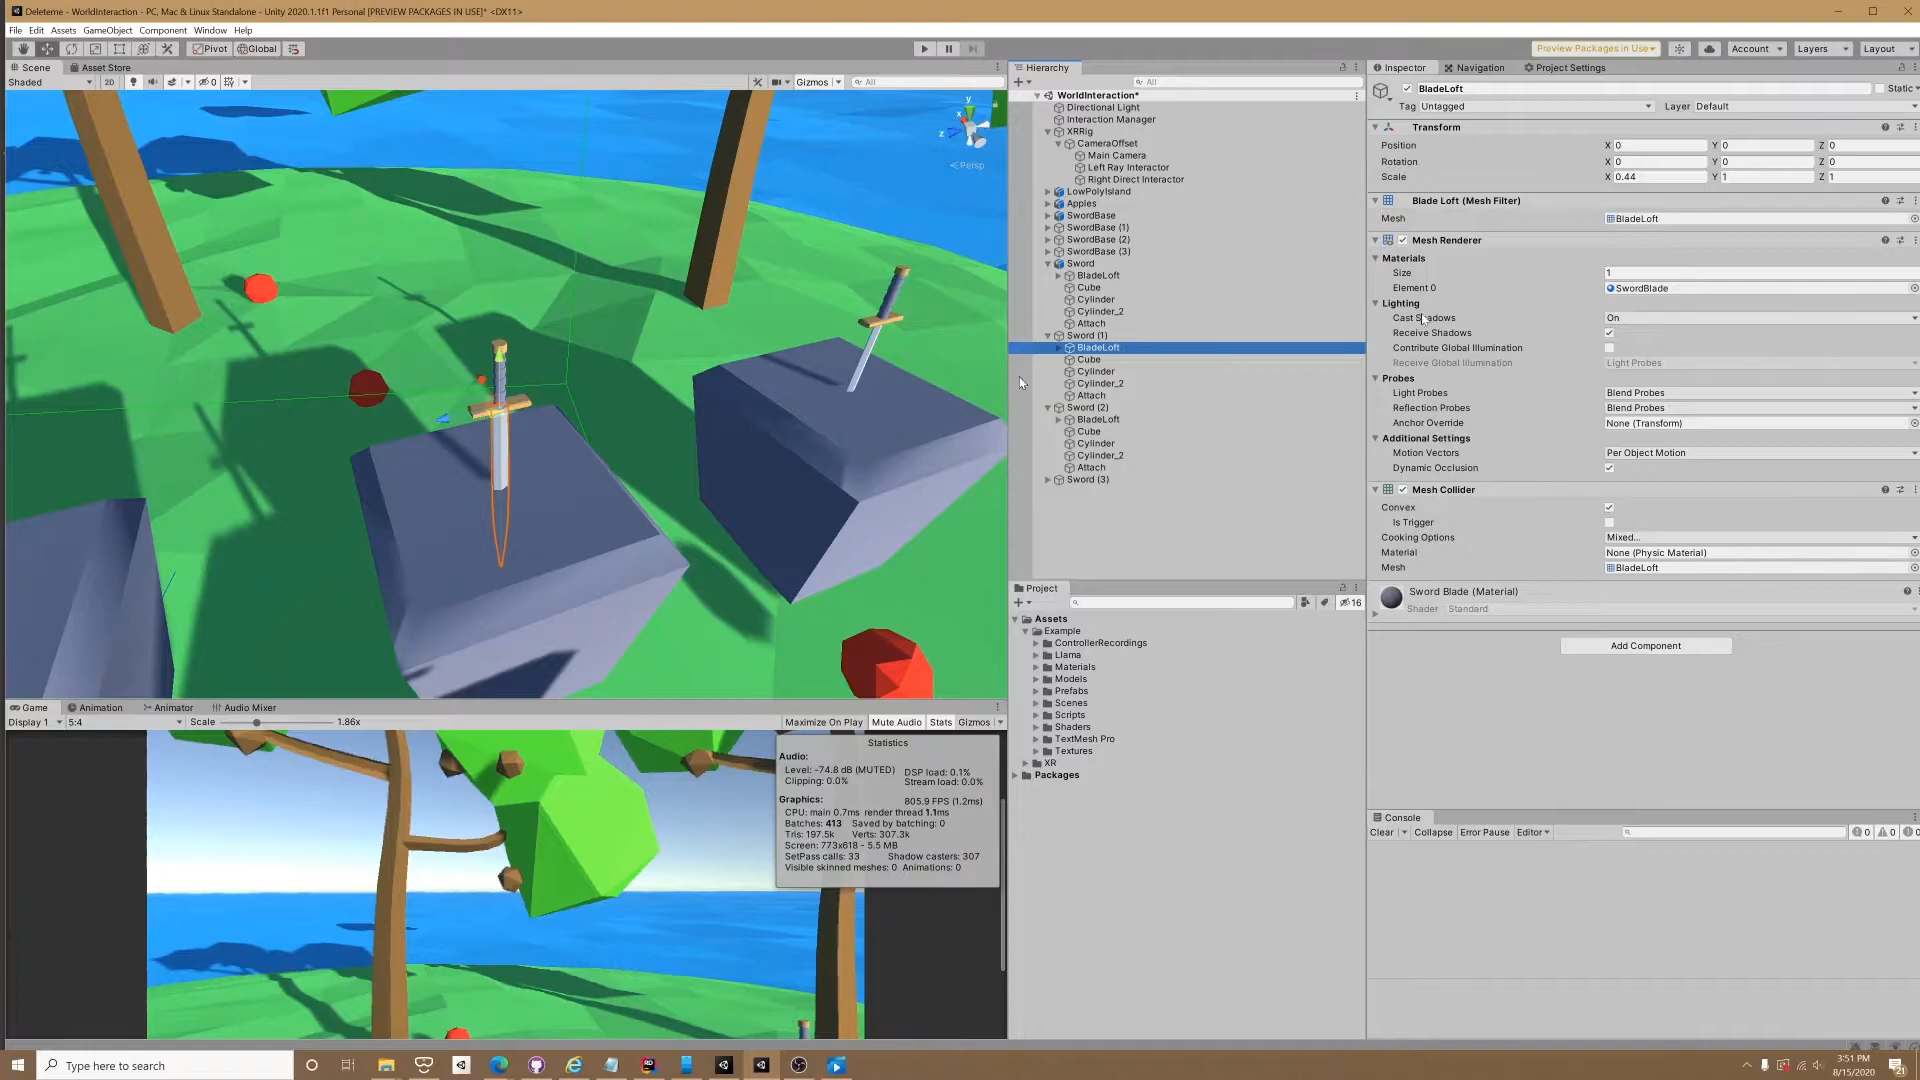 Deleteme - WorldInteraction - PC, Mac & Linux Standalone - Unity 2020.1.1f1 Personal [PREVIEW PACKAGES IN USE]* <DX11>
File Edit Assets GameObject Component Window Help
Pivot Global Preview Packages in Use Account Layers Layout
Scene Asset Store
Shaded 2D 0 Gizmos All
y
x
z
Persp
Hierarchy
All
WorldInteraction*
Directional Light
Interaction Manager
XRRig
CameraOffset
Main Camera
Left Ray Interactor
Right Direct Interactor
LowPolyIsland
Apples
SwordBase
SwordBase (1)
SwordBase (2)
SwordBase (3)
Sword
BladeLoft
Cube
Cylinder
Cylinder_2
Attach
Sword (1)
BladeLoft
Cube
Cylinder
Cylinder_2
Attach
Sword (2)
BladeLoft
Cube
Cylinder
Cylinder_2
Attach
Sword (3)
Project
16
Assets
Example
ControllerRecordings
Llama
Materials
Models
Prefabs
Scenes
Scripts
Shaders
TextMesh Pro
Textures
XR
Packages
Inspector Navigation Project Settings
BladeLoft Static
Tag Untagged Layer Default
Transform
Position X 0 Y 0 Z 0
Rotation X 0 Y 0 Z 0
Scale X 0.44 Y 1 Z 1
Blade Loft (Mesh Filter)
Mesh BladeLoft
Mesh Renderer
Materials
Size 1
Element 0 SwordBlade
Lighting
Cast Shadows On
Receive Shadows
Contribute Global Illumination
Receive Global Illumination Light Probes
Probes
Light Probes Blend Probes
Reflection Probes Blend Probes
Anchor Override None (Transform)
Additional Settings
Motion Vectors Per Object Motion
Dynamic Occlusion
Mesh Collider
Convex
Is Trigger
Cooking Options Mixed...
Material None (Physic Material)
Mesh BladeLoft
Sword Blade (Material)
Shader Standard
Add Component
Console
Clear Collapse Error Pause Editor 0 0 0
Game Animation Animator Audio Mixer
Display 1 5:4 Scale 1.86x Maximize On Play Mute Audio Stats Gizmos
Statistics
Audio:
Level: -74.8 dB (MUTED) DSP load: 0.1%
Clipping: 0.0% Stream load: 0.0%
Graphics: 805.9 FPS (1.2ms)
CPU: main 0.7ms render thread 1.1ms
Batches: 413 Saved by batching: 0
Tris: 197.5k Verts: 307.3k
Screen: 773x618 - 5.5 MB
SetPass calls: 33 Shadow casters: 307
Visible skinned meshes: 0 Animations: 0
Type here to search
3:51 PM
8/15/2020
21